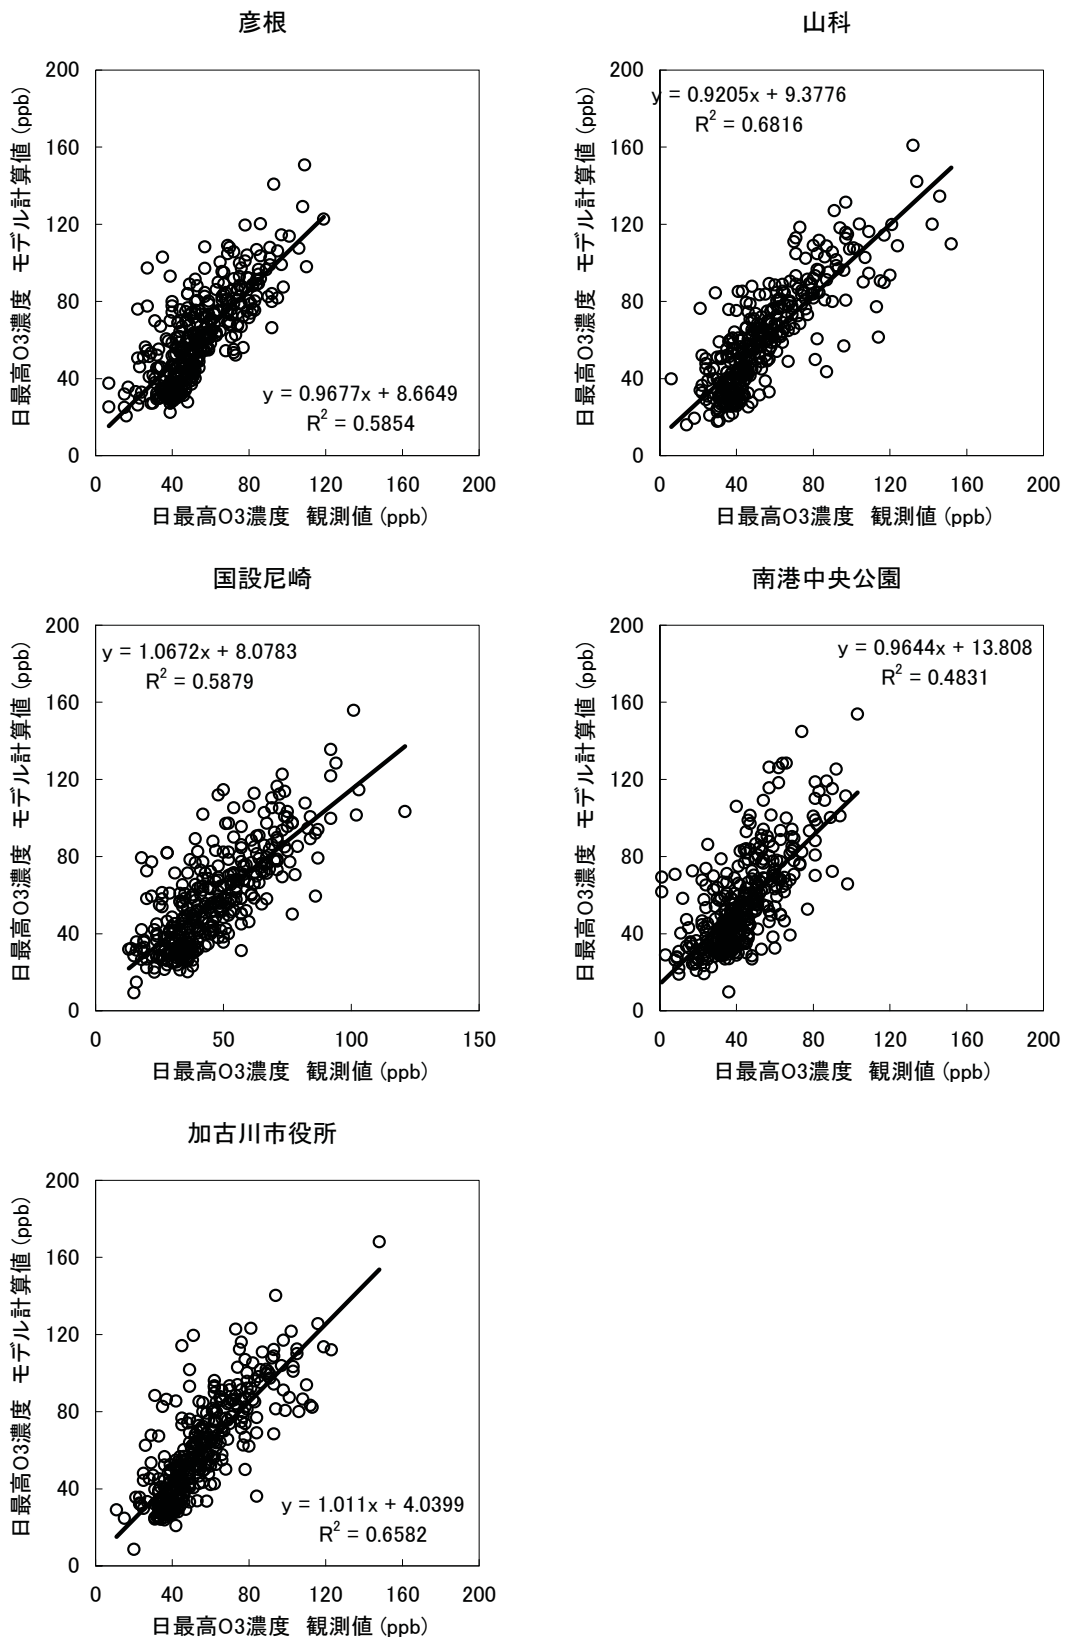 彦根
200
160
120
80
40
0
日最高O3濃度 モデル計算値 (ppb)
y = 0.9677x + 8.6649
R² = 0.5854
0 40 80 120 160 200
日最高O3濃度 観測値 (ppb)
山科
200
160
120
80
40
0
日最高O3濃度 モデル計算値 (ppb)
y = 0.9205x + 9.3776
R² = 0.6816
0 40 80 120 160 200
日最高O3濃度 観測値 (ppb)
国設尼崎
200
160
120
80
40
0
日最高O3濃度 モデル計算値 (ppb)
y = 1.0672x + 8.0783
R² = 0.5879
0 50 100 150
日最高O3濃度 観測値 (ppb)
南港中央公園
200
160
120
80
40
0
日最高O3濃度 モデル計算値 (ppb)
y = 0.9644x + 13.808
R² = 0.4831
0 40 80 120 160 200
日最高O3濃度 観測値 (ppb)
加古川市役所
200
160
120
80
40
0
日最高O3濃度 モデル計算値 (ppb)
y = 1.011x + 4.0399
R² = 0.6582
0 40 80 120 160 200
日最高O3濃度 観測値 (ppb)